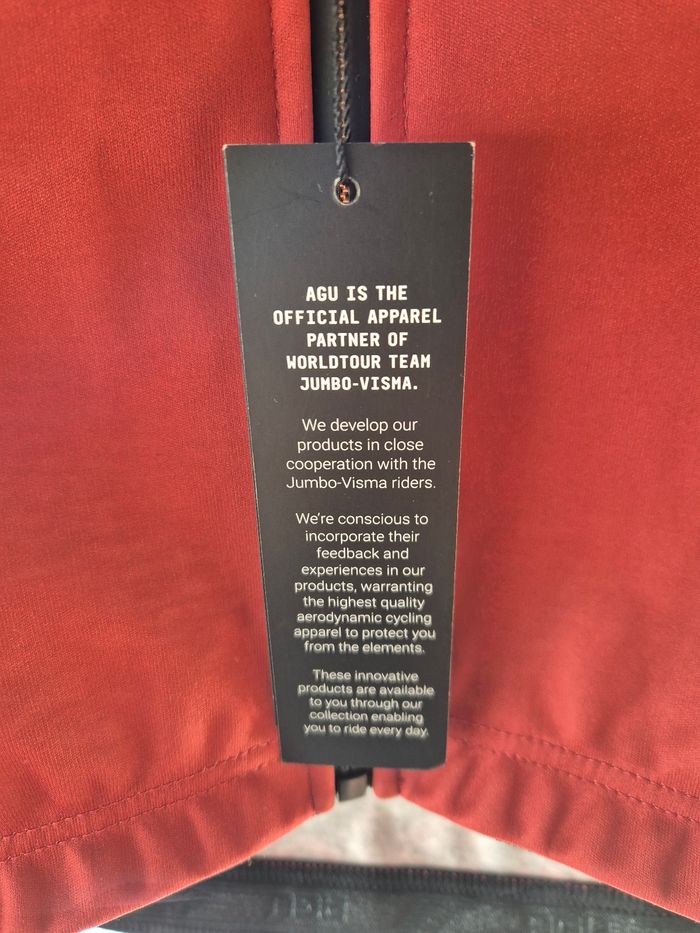 AGU IS THE
OFFICIAL APPAREL
PARTNER OF
WORLDTOUR TEAM
JUMBO-VISMA.
We develop our
products in close
cooperation with the
Jumbo-Visma riders.
We're conscious to
incorporate their
feedback and
experiences in our
products, warranting
the highest quality
aerodynamic cycling
apparel to protect you
from the elements.
These innovative
products are available
to you through our
collection enabling
you to ride every day.